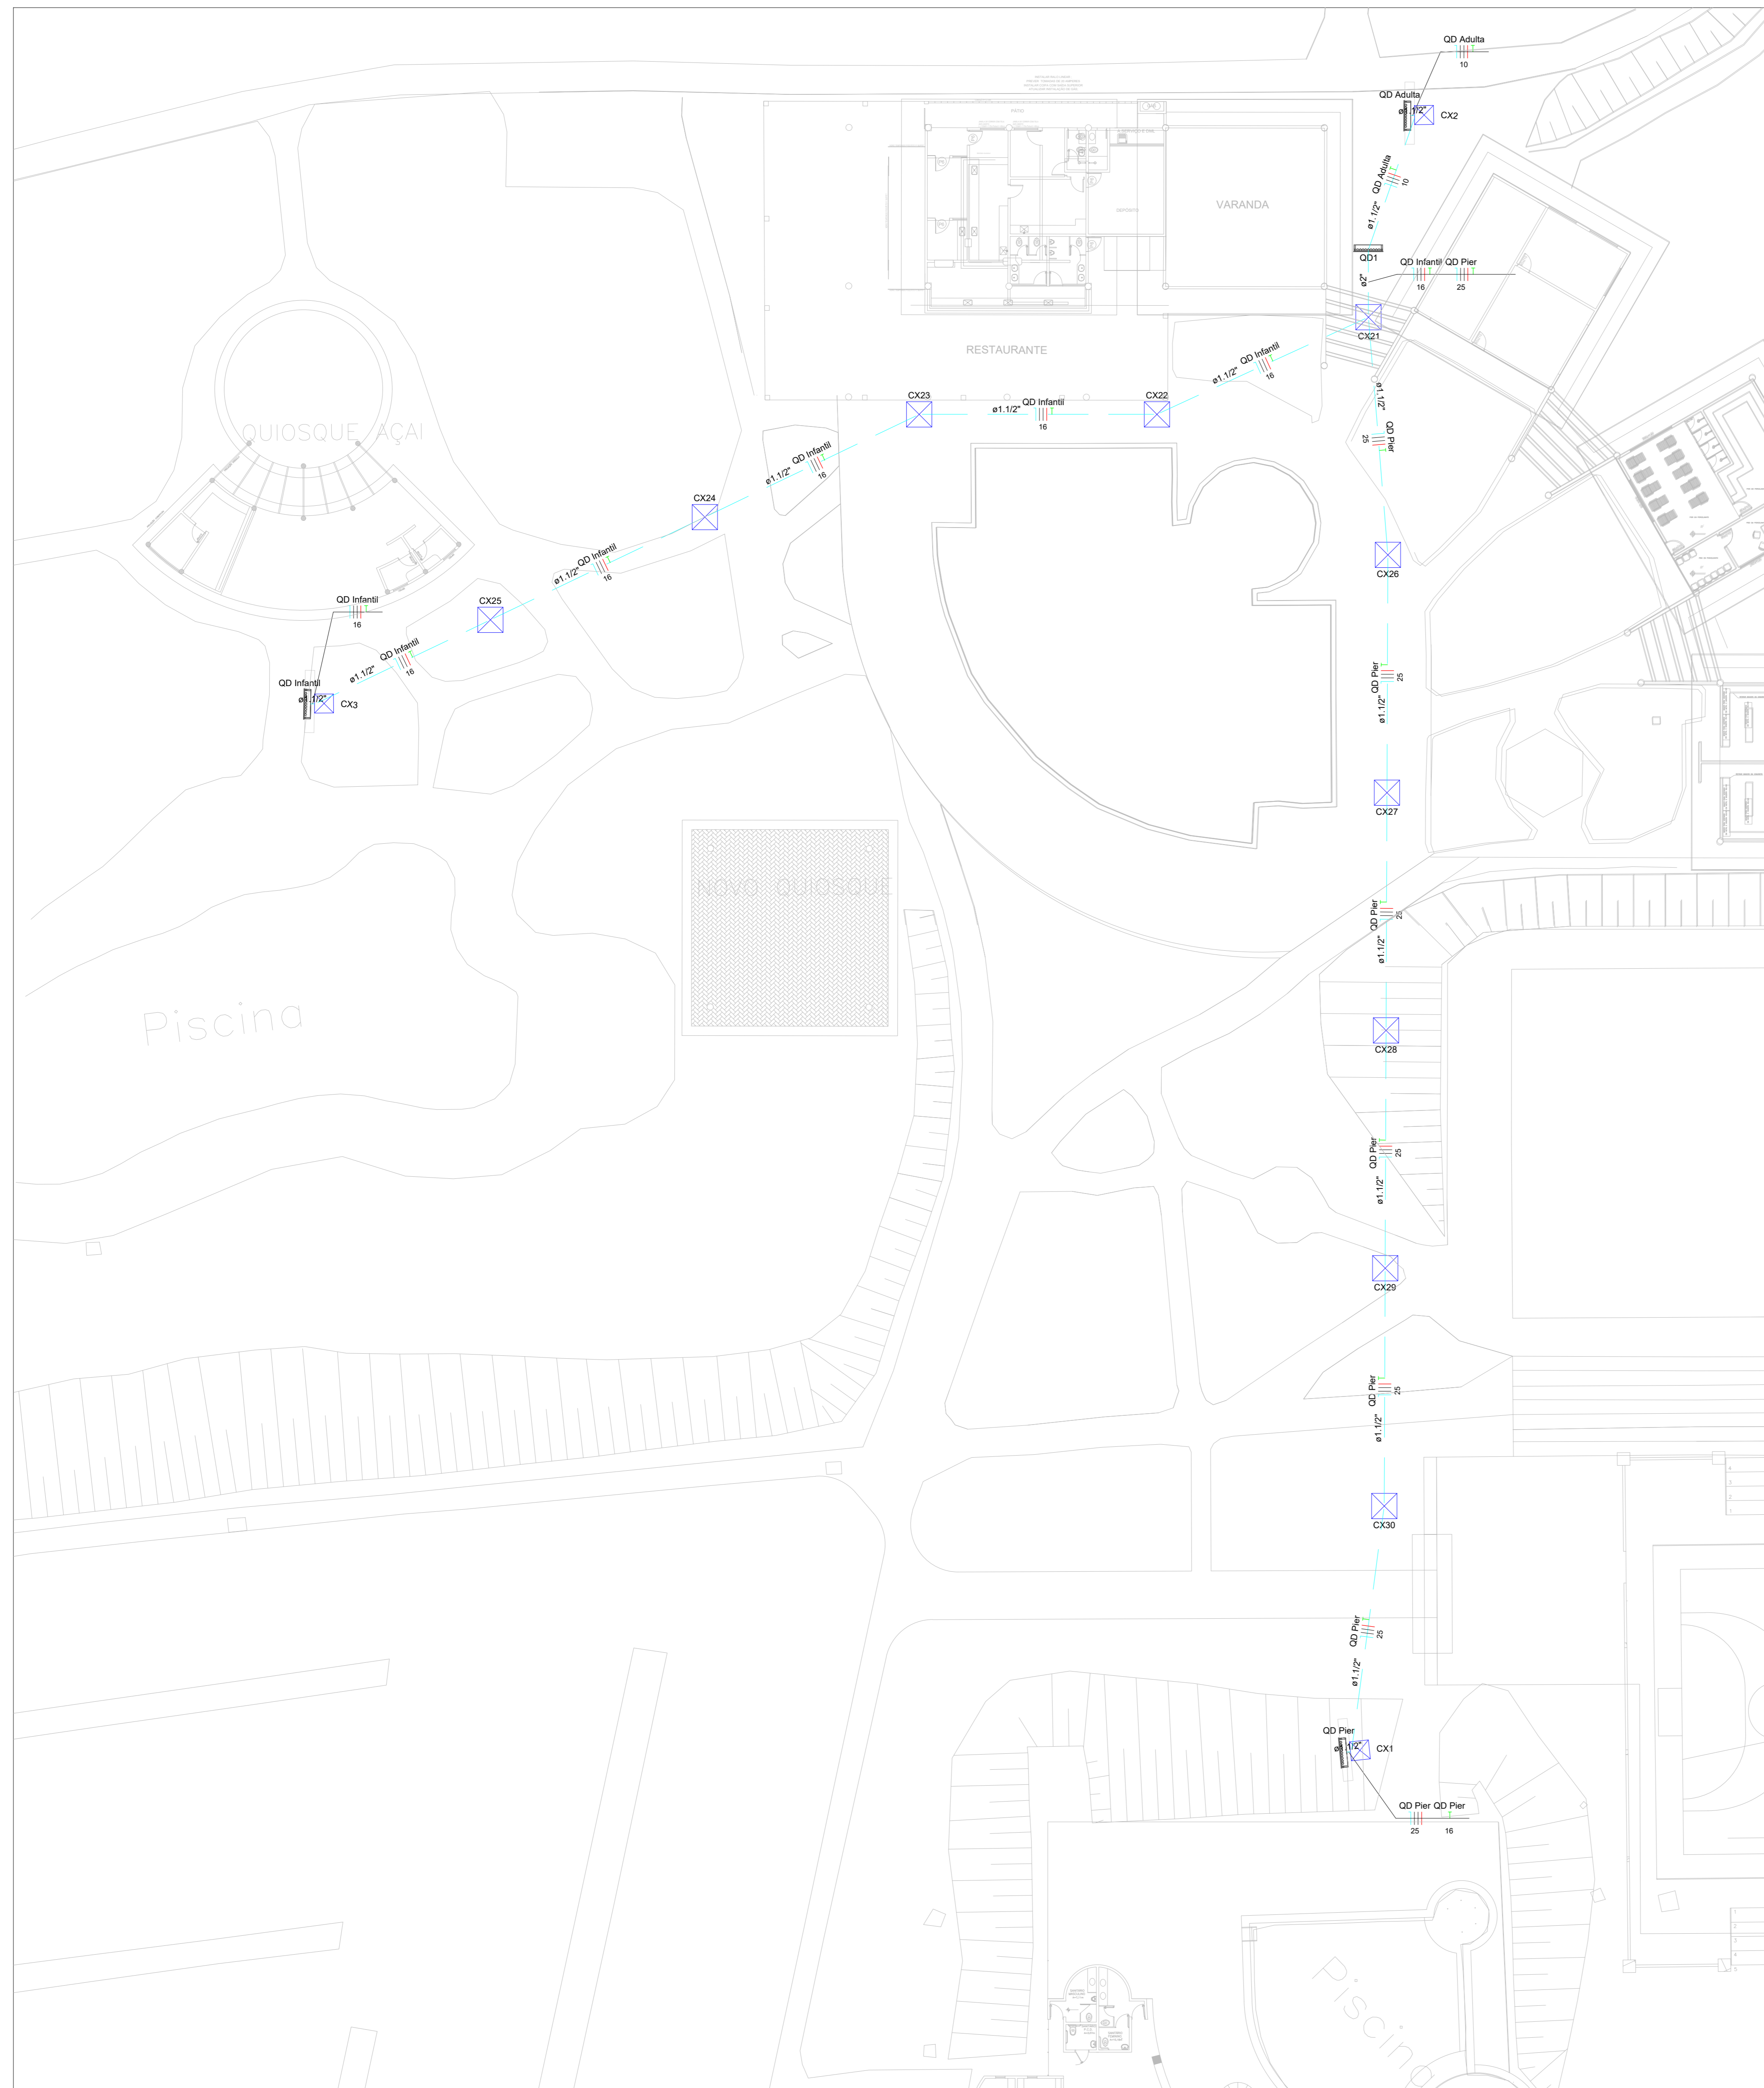 QD Adulta
10
QD Adulta
ø1.1/2"
CX2
QD Adulta
10
ø1.1/2"
VARANDA
DEPOSITO
QD1
ø2"
QD Infantil QD Pier
16 25
CX21
RESTAURANTE
QD Infantil
ø1.1/2"
16
CX23
QD Infantil
ø1.1/2"
16
CX22
ø1.1/2"
QD Pier
25
QUIOSQUE AÇAI
QD Infantil
ø1.1/2"
16
CX24
QD Infantil
ø1.1/2"
16
CX26
CX25
QD Infantil
16
QD Infantil
ø1.1/2"
16
QD Infantil
ø1.1/2"
CX3
QD Pier
25
ø1.1/2"
CX27
NOVO QUIOSQUE
QD Pier
25
ø1.1/2"
Piscina
CX28
QD Pier
25
ø1.1/2"
CX29
QD Pier
25
ø1.1/2"
CX30
QD Pier
25
ø1.1/2"
QD Pier
ø1.1/2"
CX1
QD Pier QD Pier
25 16
Piscina